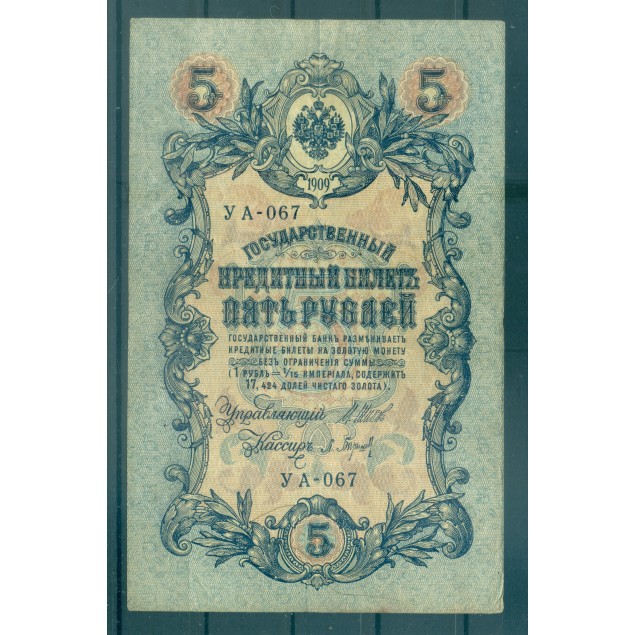 5 5
1909
УА-067
ГОСУДАРСТВЕННЫЙ
КРЕДИТНЫЙ БИЛЕТЪ
ПЯТЬ РУБЛЕЙ
ГОСУДАРСТВЕННЫЙ БАНКЪ РАЗМѢНИВАЕТЪ
КРЕДИТНЫЕ БИЛЕТЫ НА ЗОЛОТУЮ МОНЕТУ
БЕЗЪ ОГРАНИЧЕНІЯ СУММЫ
(1 РУБЛЬ = 1/15 ИМПЕРІАЛА, СОДЕРЖИТЪ
17,424 ДОЛЕЙ ЧИСТАГО ЗОЛОТА).
Управляющій
Кассиръ
УА-067
5